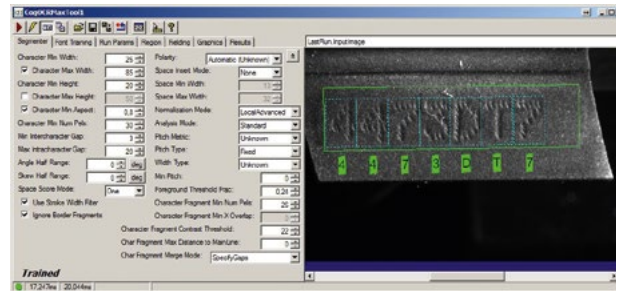 CogOCRMaxTool1
Segmenter Font Training Run Params Region Fielding Graphics Results
Character Min Width: 25
Character Max Width: 85
Character Min Height: 20
Character Max Height:
Character Min Aspect: 0.8
Character Min Num Pels: 30
Min Intercharacter Gap: 3
Max Intercharacter Gap:
Angle Half Range: 0 deg
Skew Half Range: 0 deg
Space Score Mode: One
Use Stroke Width Filter
Ignore Border Fragments
Polarity: Automatic (Unknown)
Space Insert Mode: None
Space Min Width:
Space Max Width:
Normalization Mode: LocalAdvanced
Analysis Mode: Standard
Pitch Metric: Unknown
Pitch Type: Fixed
Width Type: Unknown
Min Pitch: 0
Foreground Threshold Frac: 0.24
Character Fragment Min Num Pels: 20
Character Fragment Min X Overlap:
Character Fragment Contrast Threshold: 22
Char Fragment Max Distance to MainLine: 0
Char Fragment Merge Mode: SpecifyGaps
Trained
17.247ms 20.044ms
LastRun.InputImage
4 4 7 3 D T 7